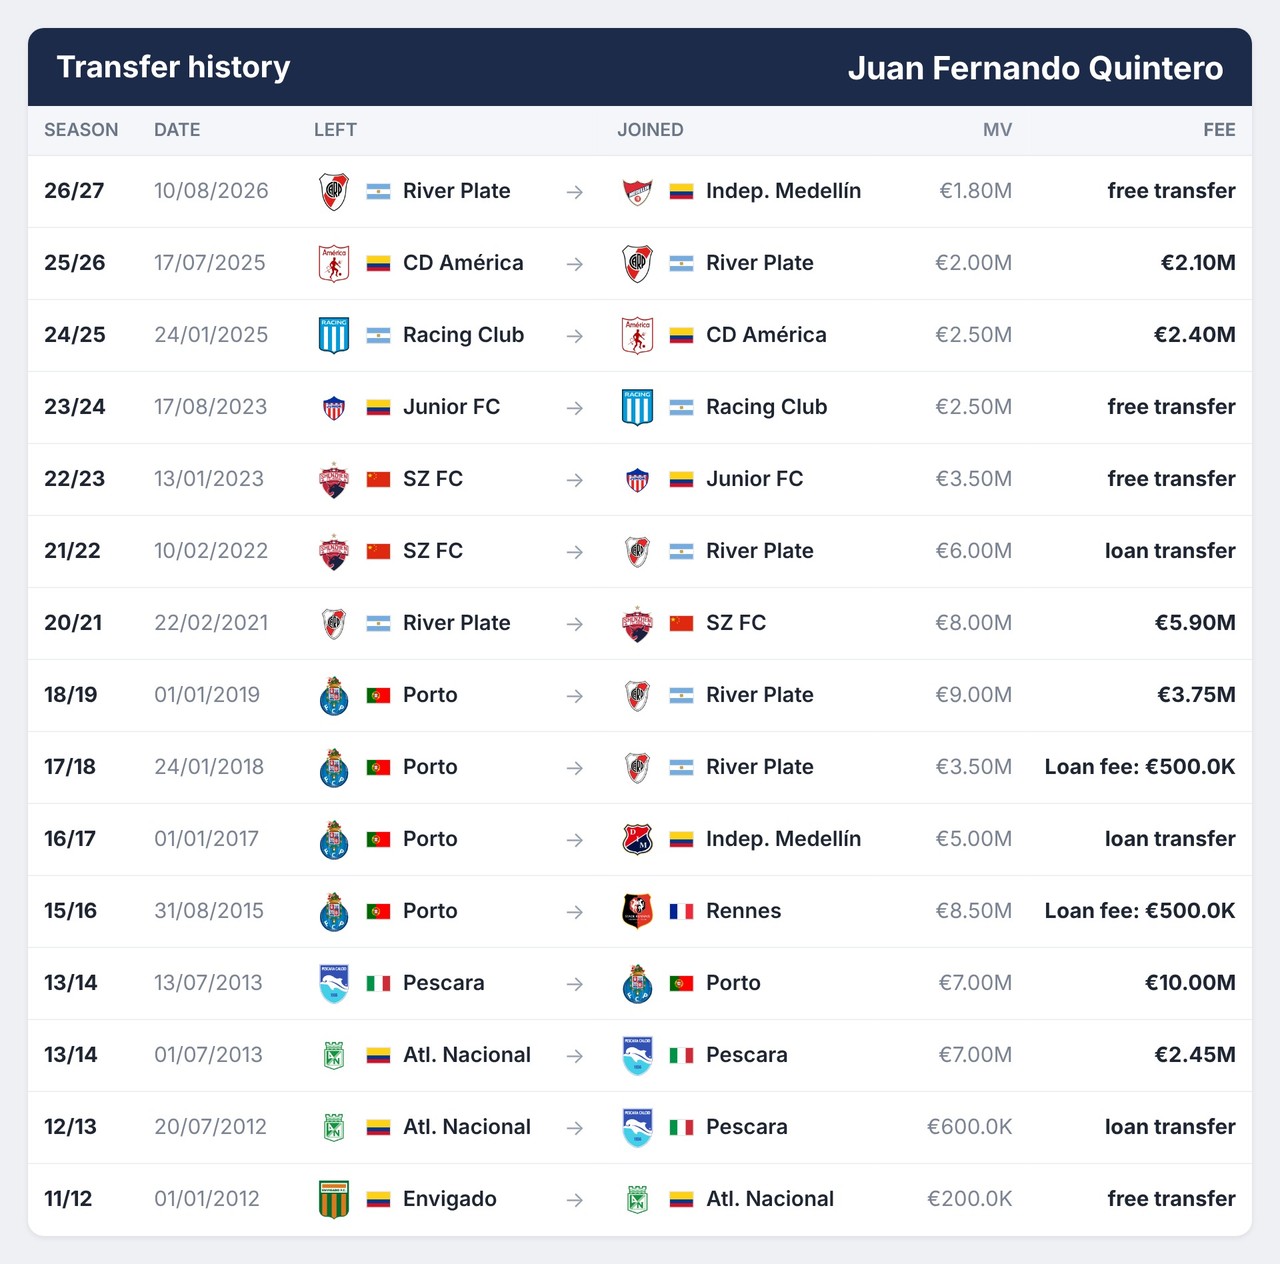 Transfer history Juan Fernando Quintero
SEASON DATE LEFT JOINED MV FEE
26/27 10/08/2026 River Plate → Indep. Medellín €1.80M free transfer
25/26 17/07/2025 CD América → River Plate €2.00M €2.10M
24/25 24/01/2025 Racing Club → CD América €2.50M €2.40M
23/24 17/08/2023 Junior FC → Racing Club €2.50M free transfer
22/23 13/01/2023 SZ FC → Junior FC €3.50M free transfer
21/22 10/02/2022 SZ FC → River Plate €6.00M loan transfer
20/21 22/02/2021 River Plate → SZ FC €8.00M €5.90M
18/19 01/01/2019 Porto → River Plate €9.00M €3.75M
17/18 24/01/2018 Porto → River Plate €3.50M Loan fee: €500.0K
16/17 01/01/2017 Porto → Indep. Medellín €5.00M loan transfer
15/16 31/08/2015 Porto → Rennes €8.50M Loan fee: €500.0K
13/14 13/07/2013 Pescara → Porto €7.00M €10.00M
13/14 01/07/2013 Atl. Nacional → Pescara €7.00M €2.45M
12/13 20/07/2012 Atl. Nacional → Pescara €600.0K loan transfer
11/12 01/01/2012 Envigado → Atl. Nacional €200.0K free transfer